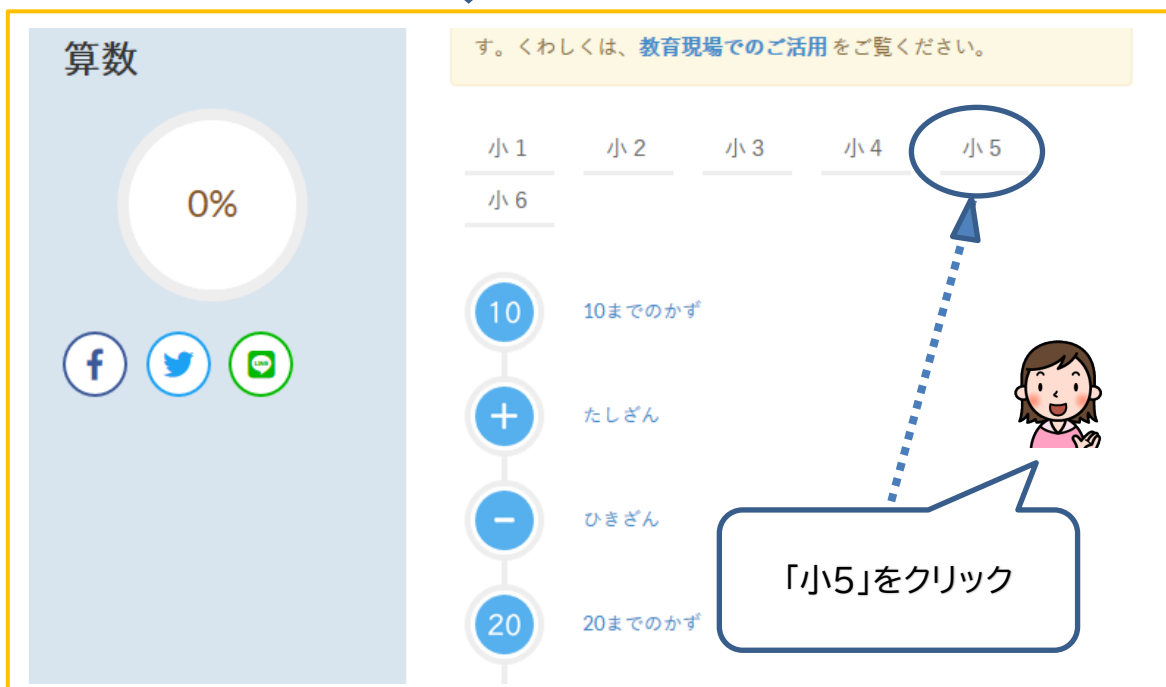 算数
す。くわしくは、教育現場でのご活用 をご覧ください。
0%
小1 小2 小3 小4 小5
小6
10 10までのかず
+ たしざん
- ひきざん
20 20までのかず
f
LINE
「小5」をクリック